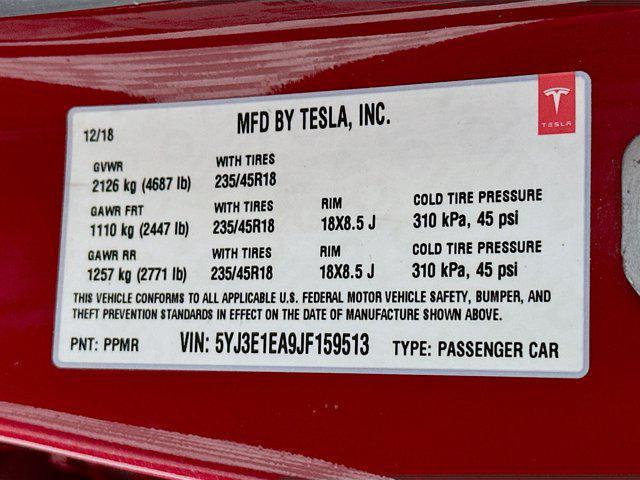 12/18
MFD BY TESLA, INC.
TESLA
GVWR WITH TIRES
2126 kg (4687 lb) 235/45R18
GAWR FRT WITH TIRES RIM COLD TIRE PRESSURE
1110 kg (2447 lb) 235/45R18 18X8.5 J 310 kPa, 45 psi
GAWR RR WITH TIRES RIM COLD TIRE PRESSURE
1257 kg (2771 lb) 235/45R18 18X8.5 J 310 kPa, 45 psi
THIS VEHICLE CONFORMS TO ALL APPLICABLE U.S. FEDERAL MOTOR VEHICLE SAFETY, BUMPER, AND
THEFT PREVENTION STANDARDS IN EFFECT ON THE DATE OF MANUFACTURE SHOWN ABOVE.
PNT: PPMR VIN: 5YJ3E1EA9JF159513 TYPE: PASSENGER CAR